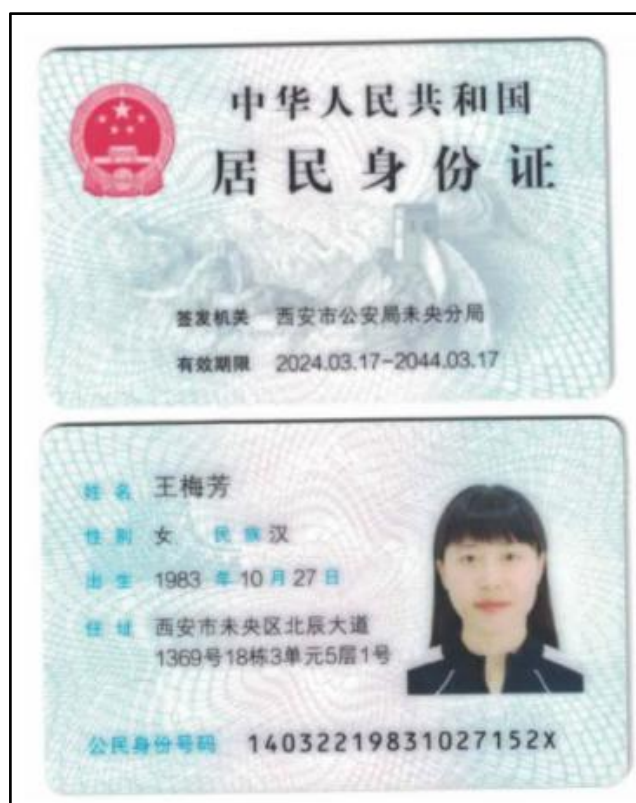 中华人民共和国
居民身份证
签发机关 西安市公安局未央分局
有效期限 2024.03.17-2044.03.17
姓名 王梅芳
性别 女 民族 汉
出生 1983 年 10 月 27 日
住址 西安市未央区北辰大道
1369号18栋3单元5层1号
公民身份号码 14032219831027152X